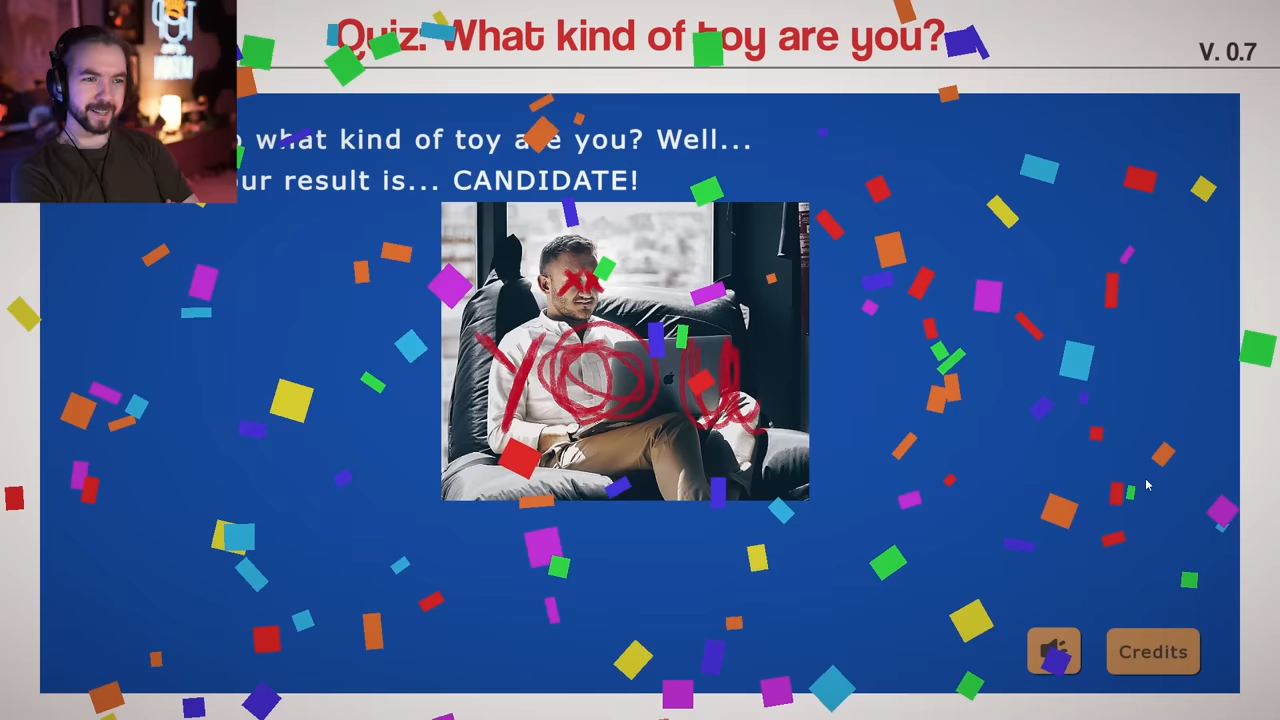 Quiz: What kind of toy are you?
V. 0.7
what kind of toy are you? Well...
ur result is... CANDIDATE!
YOU
Credits